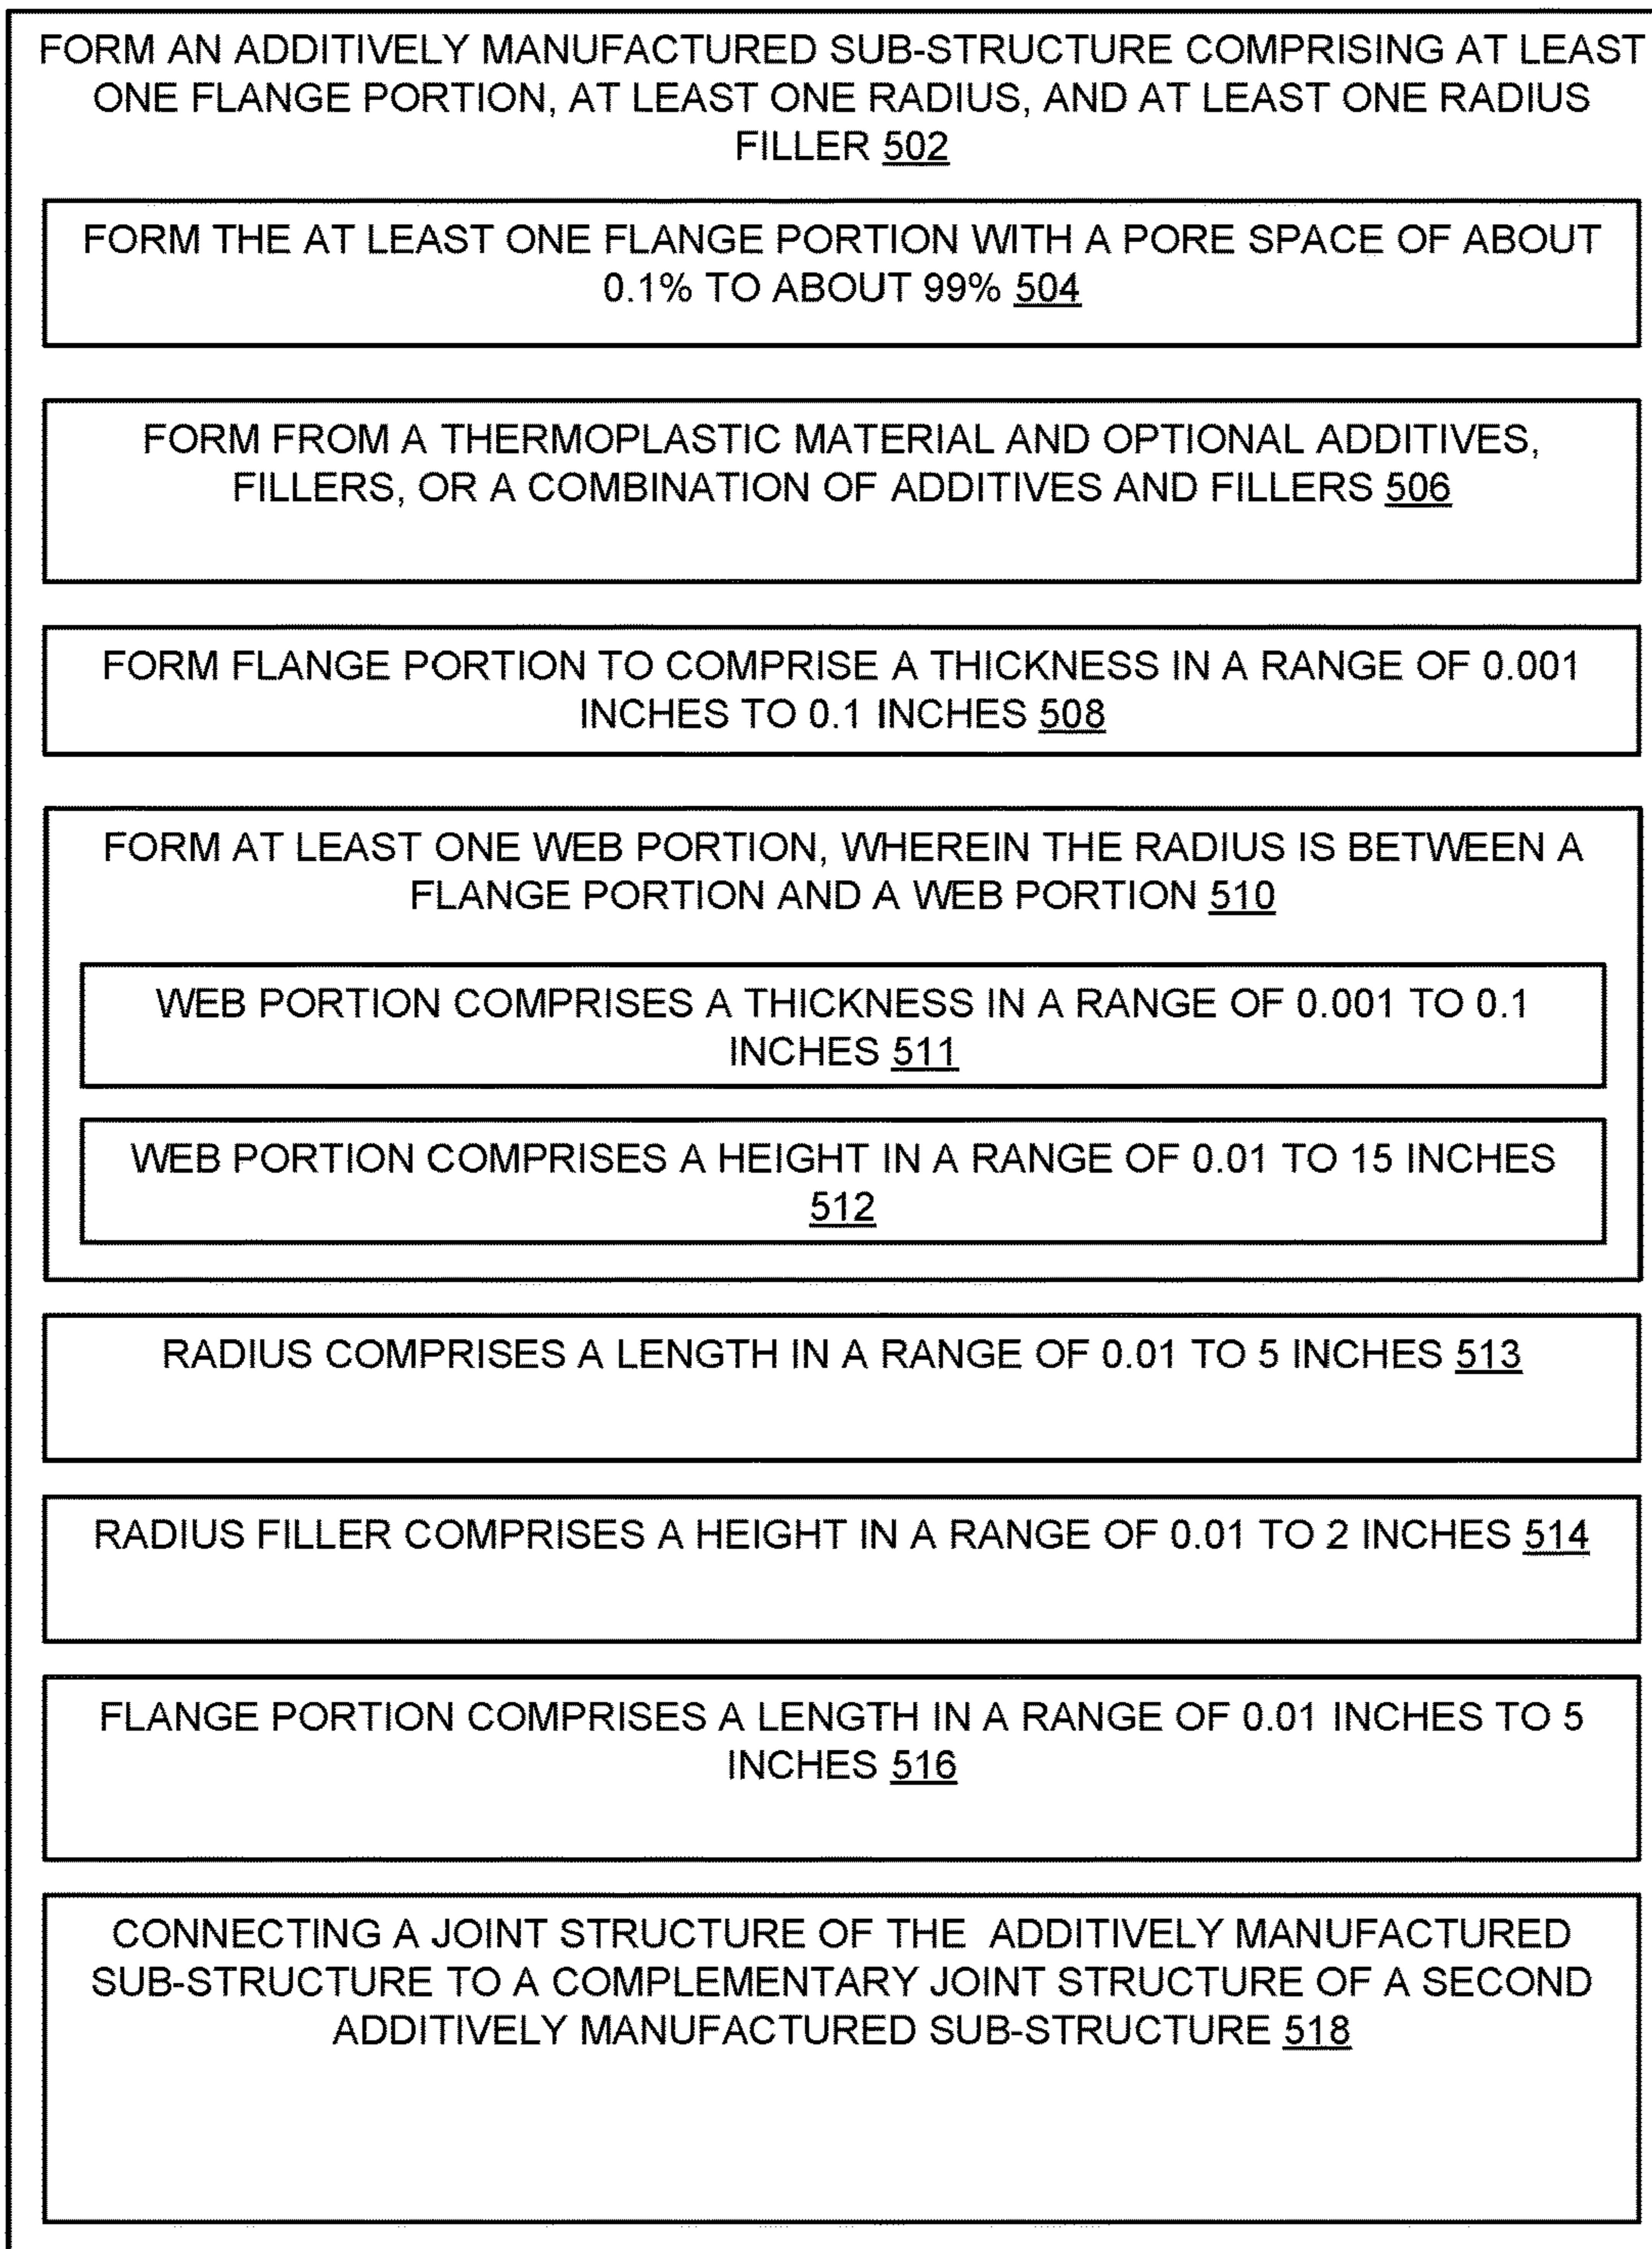 FORM AN ADDITIVELY MANUFACTURED SUB-STRUCTURE COMPRISING AT LEAST
ONE FLANGE PORTION, AT LEAST ONE RADIUS, AND AT LEAST ONE RADIUS
FILLER 502
FORM THE AT LEAST ONE FLANGE PORTION WITH A PORE SPACE OF ABOUT
0.1% TO ABOUT 99% 504
FORM FROM A THERMOPLASTIC MATERIAL AND OPTIONAL ADDITIVES,
FILLERS, OR A COMBINATION OF ADDITIVES AND FILLERS 506
FORM FLANGE PORTION TO COMPRISE A THICKNESS IN A RANGE OF 0.001
INCHES TO 0.1 INCHES 508
FORM AT LEAST ONE WEB PORTION, WHEREIN THE RADIUS IS BETWEEN A
FLANGE PORTION AND A WEB PORTION 510
WEB PORTION COMPRISES A THICKNESS IN A RANGE OF 0.001 TO 0.1
INCHES 511
WEB PORTION COMPRISES A HEIGHT IN A RANGE OF 0.01 TO 15 INCHES
512
RADIUS COMPRISES A LENGTH IN A RANGE OF 0.01 TO 5 INCHES 513
RADIUS FILLER COMPRISES A HEIGHT IN A RANGE OF 0.01 TO 2 INCHES 514
FLANGE PORTION COMPRISES A LENGTH IN A RANGE OF 0.01 INCHES TO 5
INCHES 516
CONNECTING A JOINT STRUCTURE OF THE ADDITIVELY MANUFACTURED
SUB-STRUCTURE TO A COMPLEMENTARY JOINT STRUCTURE OF A SECOND
ADDITIVELY MANUFACTURED SUB-STRUCTURE 518